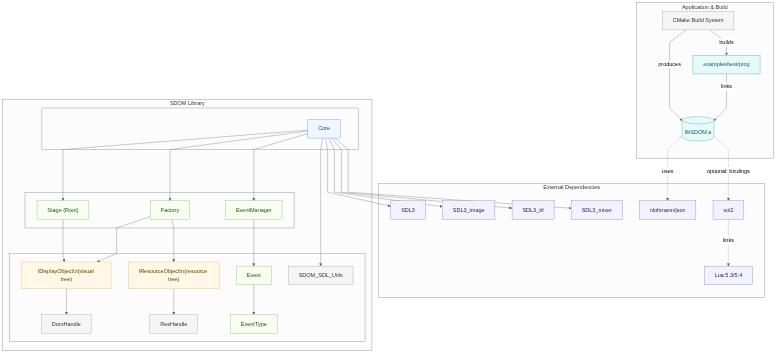 Application & Build
CMake Build System
builds
produces
examples/test/prog
links
libSDOM.a
SDOM Library
Core
uses
optional: bindings
External Dependencies
Stage (Root)
Factory
EventManager
SDL3
SDL3_image
SDL3_ttf
SDL3_mixer
nlohmann/json
sol2
links
IDisplayObject\n(visual
tree)
IResourceObject\n(resource
tree)
Event
SDOM_SDL_Utils
Lua 5.3/5.4
DomHandle
ResHandle
EventType